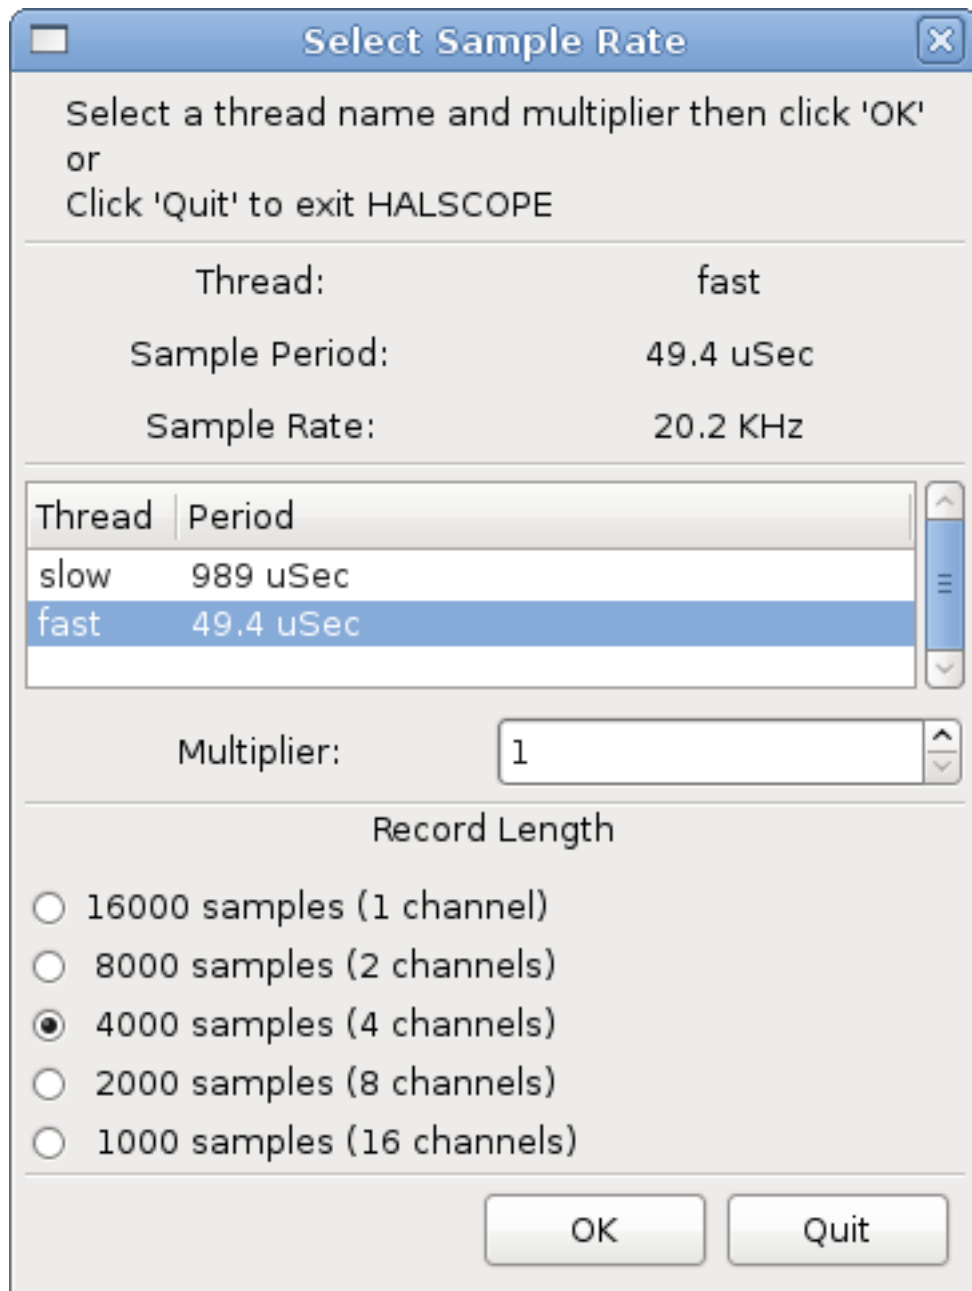 Select Sample Rate
Select a thread name and multiplier then click 'OK'
or
Click 'Quit' to exit HALSCOPE
Thread: fast
Sample Period: 49.4 uSec
Sample Rate: 20.2 KHz
Thread Period
slow 989 uSec
fast 49.4 uSec
Multiplier: 1
Record Length
16000 samples (1 channel)
8000 samples (2 channels)
4000 samples (4 channels)
2000 samples (8 channels)
1000 samples (16 channels)
OK Quit